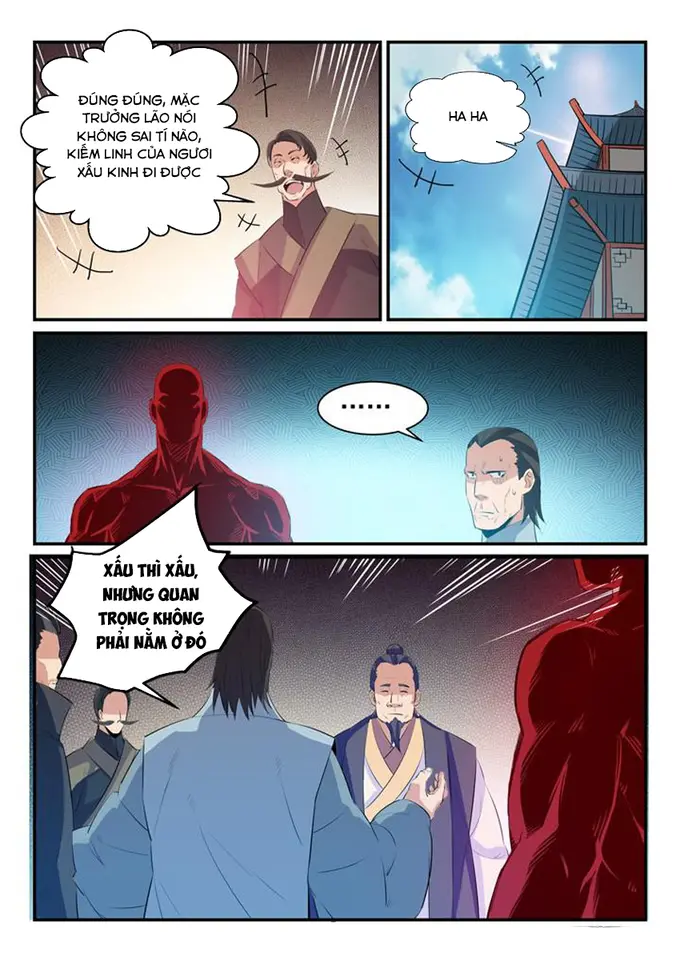 ĐÚNG ĐÚNG, MẶC
TRƯỞNG LÃO NÓI
KHÔNG SAI TÍ NÀO,
KIẾM LINH CỦA NGƯƠI
XẤU KINH ĐI ĐƯỢC
HA HA
......
XẤU THÌ XẤU,
NHƯNG QUAN
TRỌNG KHÔNG
PHẢI NẰM Ở ĐÓ